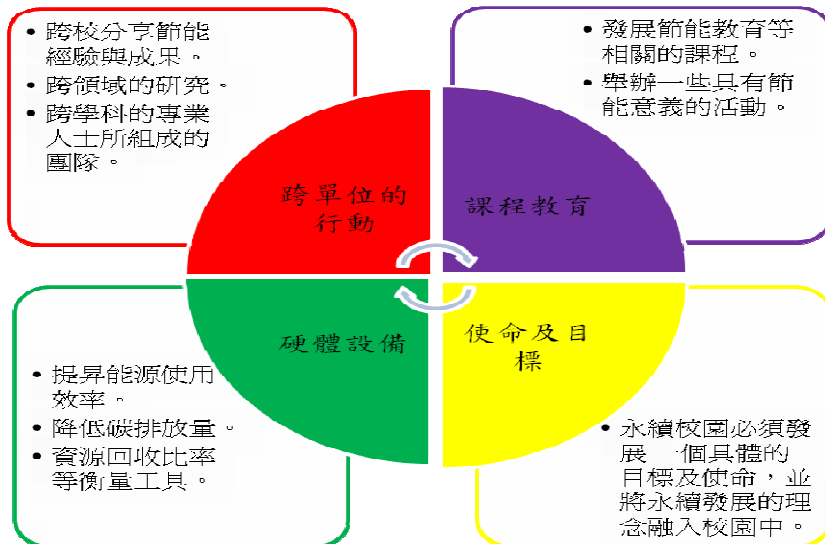 • 跨校分享節能
經驗與成果。
• 跨領域的研究。
• 跨學科的專業
人士所組成的
團隊。
• 發展節能教育等
相關的課程。
• 舉辦一些具有節
能意義的活動。
跨單位的
行動
課程教育
硬體設備
使命及目
標
• 提昇能源使用
效率。
• 降低碳排放量。
• 資源回收比率
等衡量工具。
• 永續校園必須發
展一個具體的
目標及使命，並
將永續發展的理
念融入校園中。